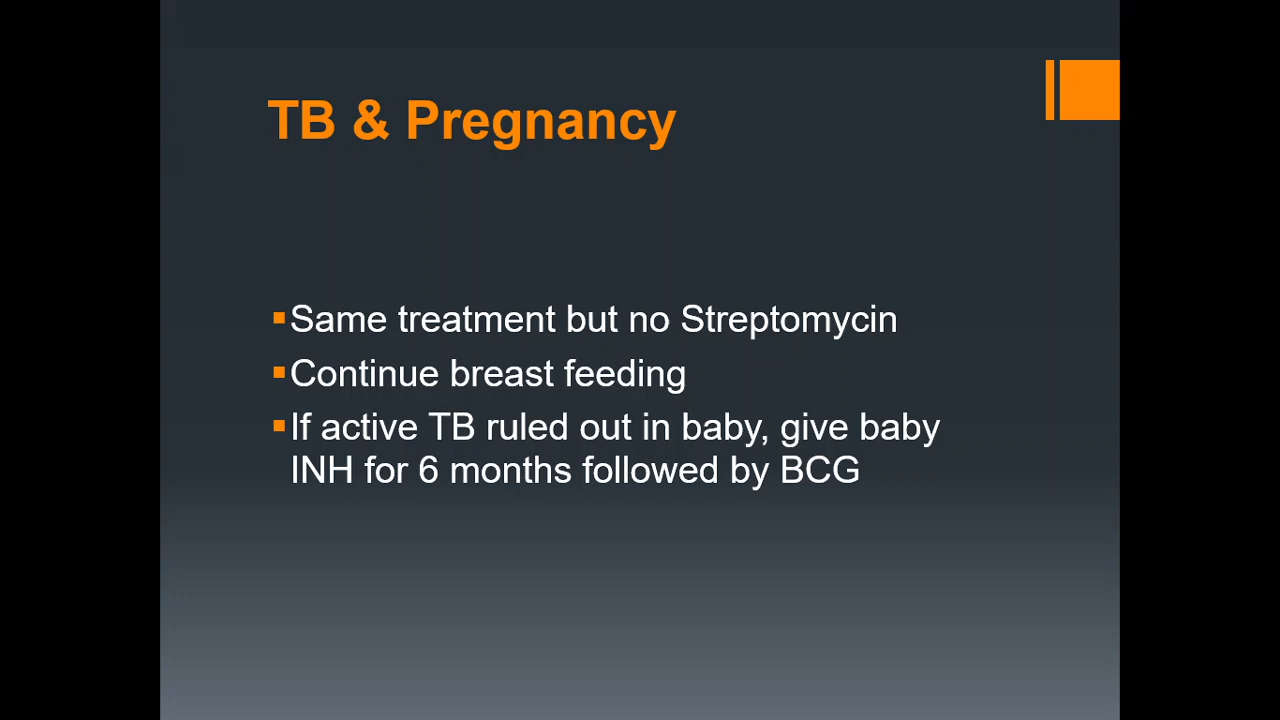 TB & Pregnancy
▪Same treatment but no Streptomycin
▪Continue breast feeding
▪If active TB ruled out in baby, give baby
INH for 6 months followed by BCG